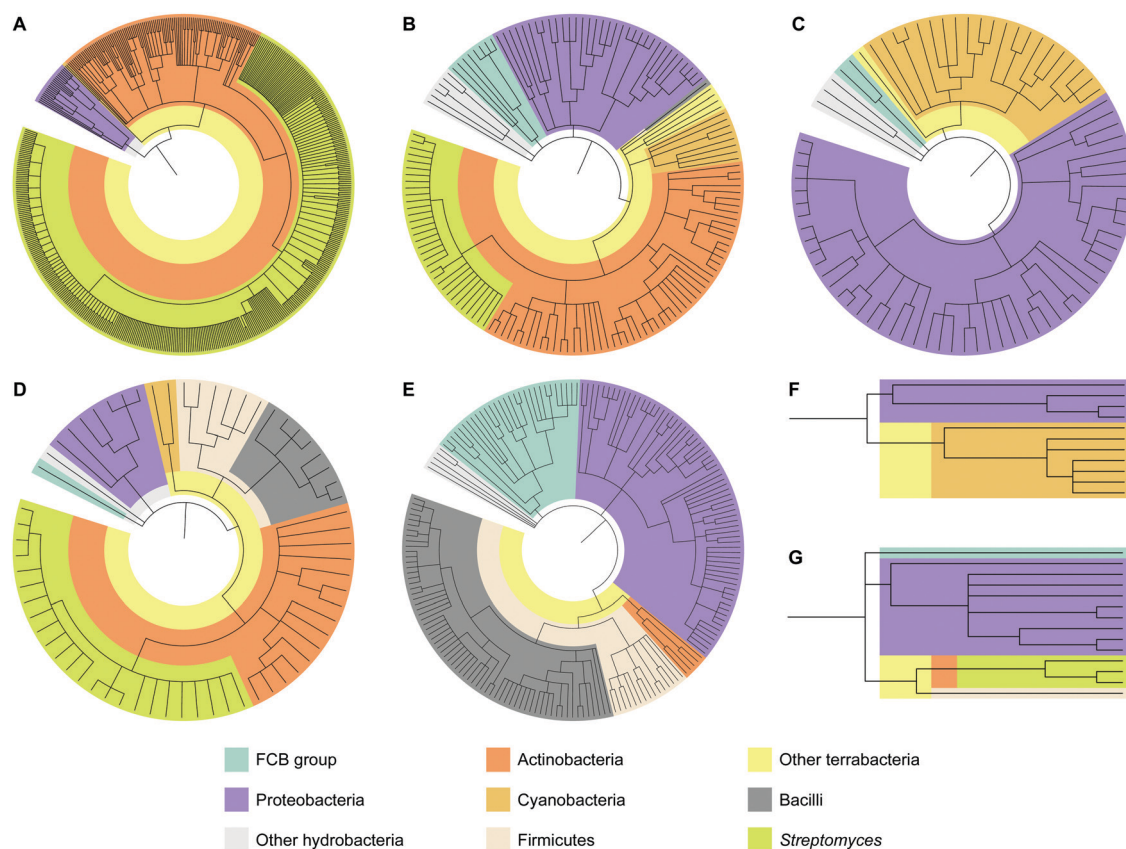 A
B
C
D
E
F
G
FCB group
Actinobacteria
Other terrabacteria
Proteobacteria
Cyanobacteria
Bacilli
Other hydrobacteria
Firmicutes
Streptomyces